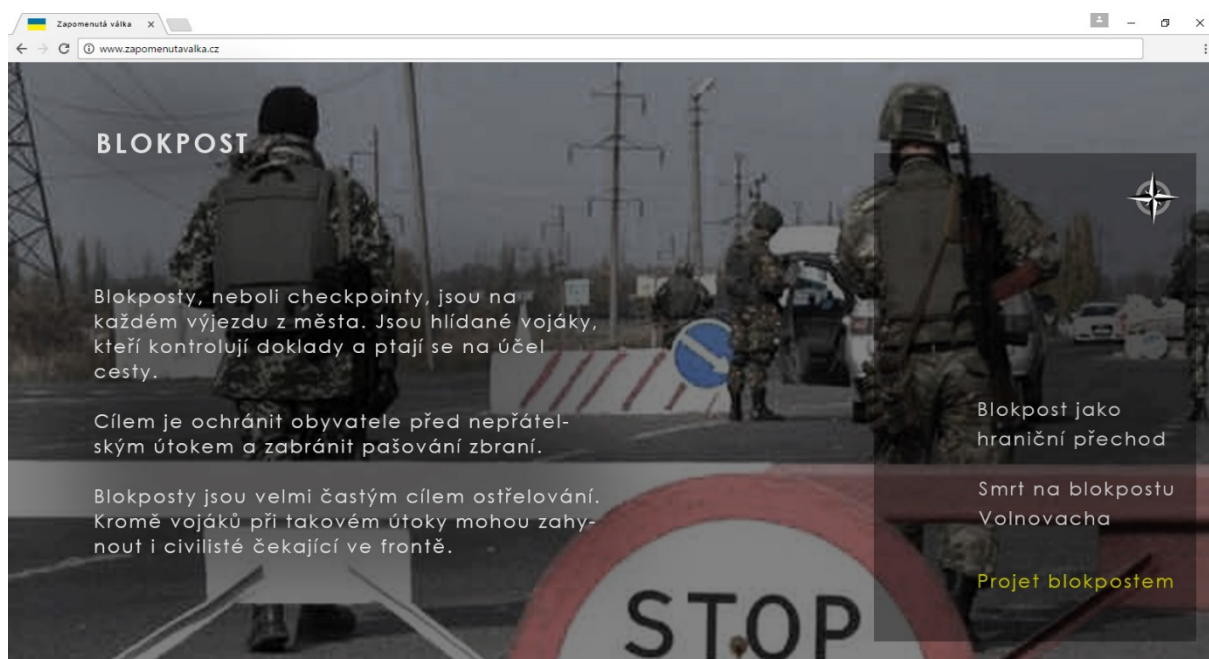 Zapomenutá válka
www.zapomenutavalka.cz
BLOKPOST
Blokposty, neboli checkpointy, jsou na
každém výjezdu z města. Jsou hlídané vojáky,
kteří kontrolují doklady a ptají se na účel
cesty.
Cílem je ochránit obyvatele před nepřátel-
ským útokem a zabránit pašování zbraní.
Blokposty jsou velmi častým cílem ostřelování.
Kromě vojáků při takovém útoky mohou zahy-
nout i civilisté čekající ve frontě.
Blokpost jako
hraniční přechod
Smrt na blokpostu
Volnovacha
Projet blokpostem
STOP